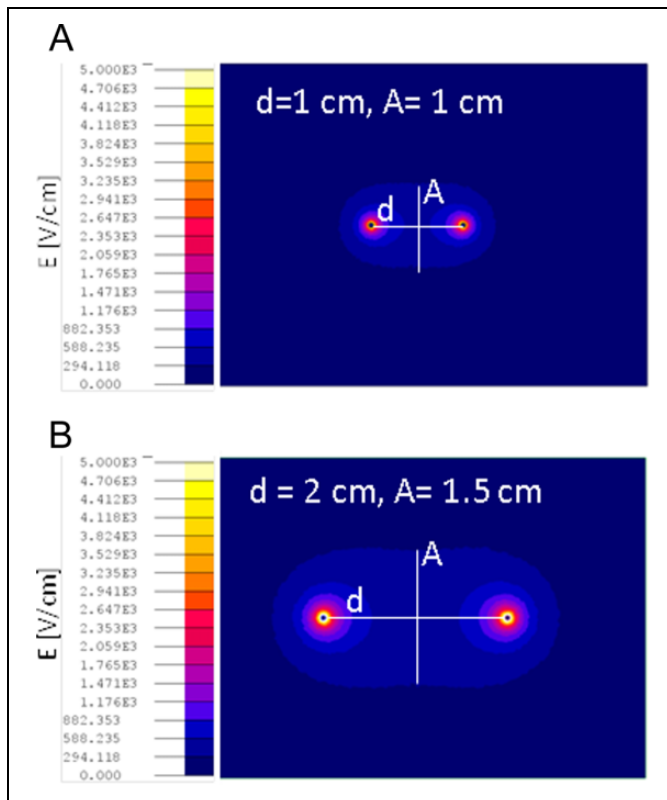 A
5.000E3
4.706E3
4.412E3
4.118E3
3.824E3
3.529E3
3.235E3
2.941E3
2.647E3
2.353E3
2.059E3
1.765E3
1.471E3
1.176E3
882.353
588.235
294.118
0.000
E [V/cm]
d=1 cm, A= 1 cm
A
d
B
5.000E3
4.706E3
4.412E3
4.118E3
3.824E3
3.529E3
3.235E3
2.941E3
2.647E3
2.353E3
2.059E3
1.765E3
1.471E3
1.176E3
882.353
588.235
294.118
0.000
E [V/cm]
d = 2 cm, A= 1.5 cm
A
d